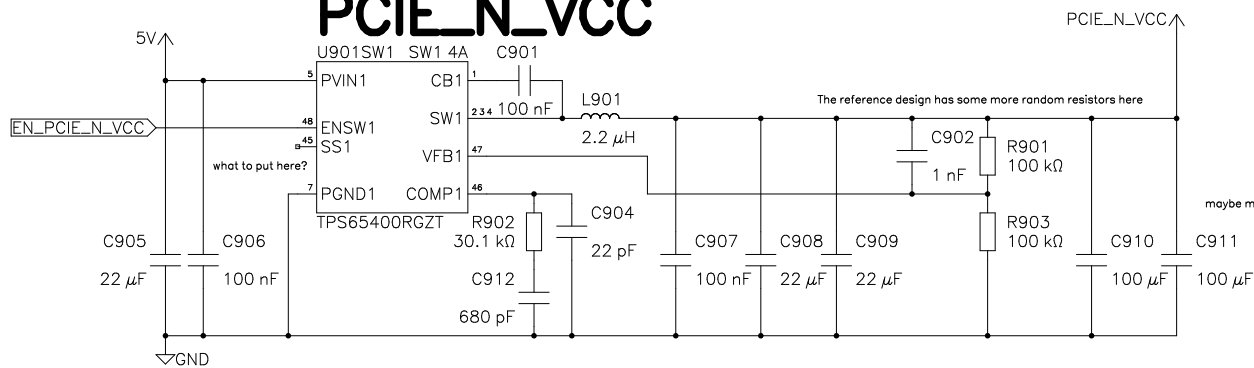 PCIE_N_VCC
PCIE_N_VCC
5V
U901SW1 SW1 4A
C901
5 PVIN1
CB1 1
100 nF
L901
The reference design has some more random resistors here
EN_PCIE_N_VCC
48 ENSW1
SW1 2 3 4
2.2 µH
45 SS1
what to put here?
VFB1 47
C902
1 nF
R901
100 kΩ
7 PGND1
COMP1 46
TPS65400RGZT
R902
30.1 kΩ
C904
22 pF
R903
100 kΩ
maybe m
C905
22 µF
C906
100 nF
C912
680 pF
C907
100 nF
C908
22 µF
C909
22 µF
C910
100 µF
C911
100 µF
GND